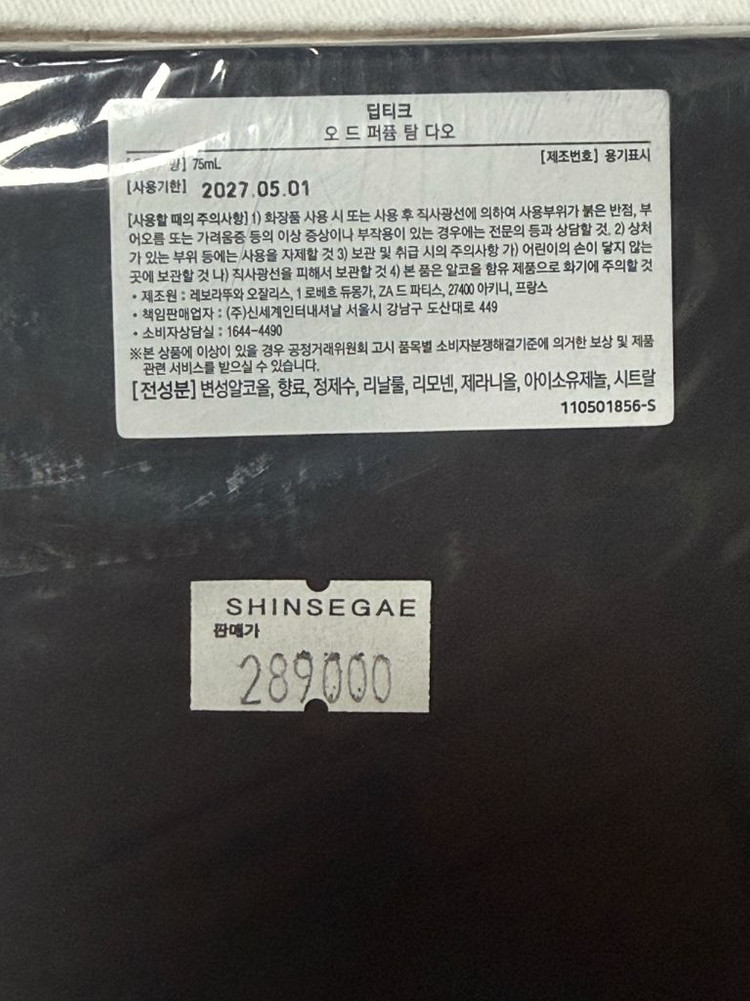 딥티크
오 드 퍼퓸 탐 다오
량] 75mL
[제조번호] 용기표시
[사용기한] 2027.05.01
[사용할 때의 주의사항] 1) 화장품 사용 시 또는 사용 후 직사광선에 의하여 사용부위가 붉은 반점, 부
어오름 또는 가려움증 등의 이상 증상이나 부작용이 있는 경우에는 전문의 등과 상담할 것. 2) 상처
가 있는 부위 등에는 사용을 자제할 것 3) 보관 및 취급 시의 주의사항 가) 어린이의 손이 닿지 않는
곳에 보관할 것 나) 직사광선을 피해서 보관할 것 4) 본 품은 알코올 함유 제품으로 화기에 주의할 것
• 제조원 : 레보라뚜와 오잘리스, 1 로베흐 듀몽가, ZA 드 파티스, 27400 아키니, 프랑스
• 책임판매업자 : (주)신세계인터내셔날 서울시 강남구 도산대로 449
• 소비자상담실 : 1644-4490
※본 상품에 이상이 있을 경우 공정거래위원회 고시 품목별 소비자분쟁해결기준에 의거한 보상 및 제품
관련 서비스를 받으실 수 있습니다.
[전성분] 변성알코올, 향료, 정제수, 리날룰, 리모넨, 제라니올, 아이소유제놀, 시트랄
110501856-S
SHINSEGAE
판매가
289000